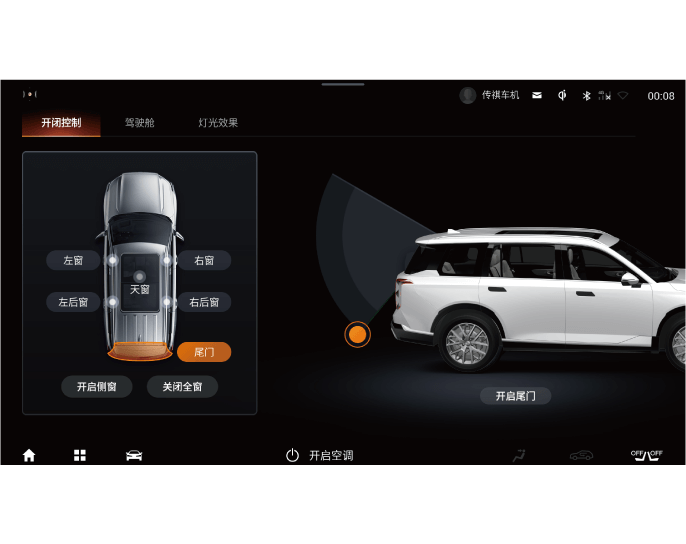 传祺车机 00:08
开闭控制 驾驶舱 灯光效果
左窗 右窗
天窗
左后窗 右后窗
尾门
开启侧窗 关闭全窗
开启尾门
开启空调 OFF OFF